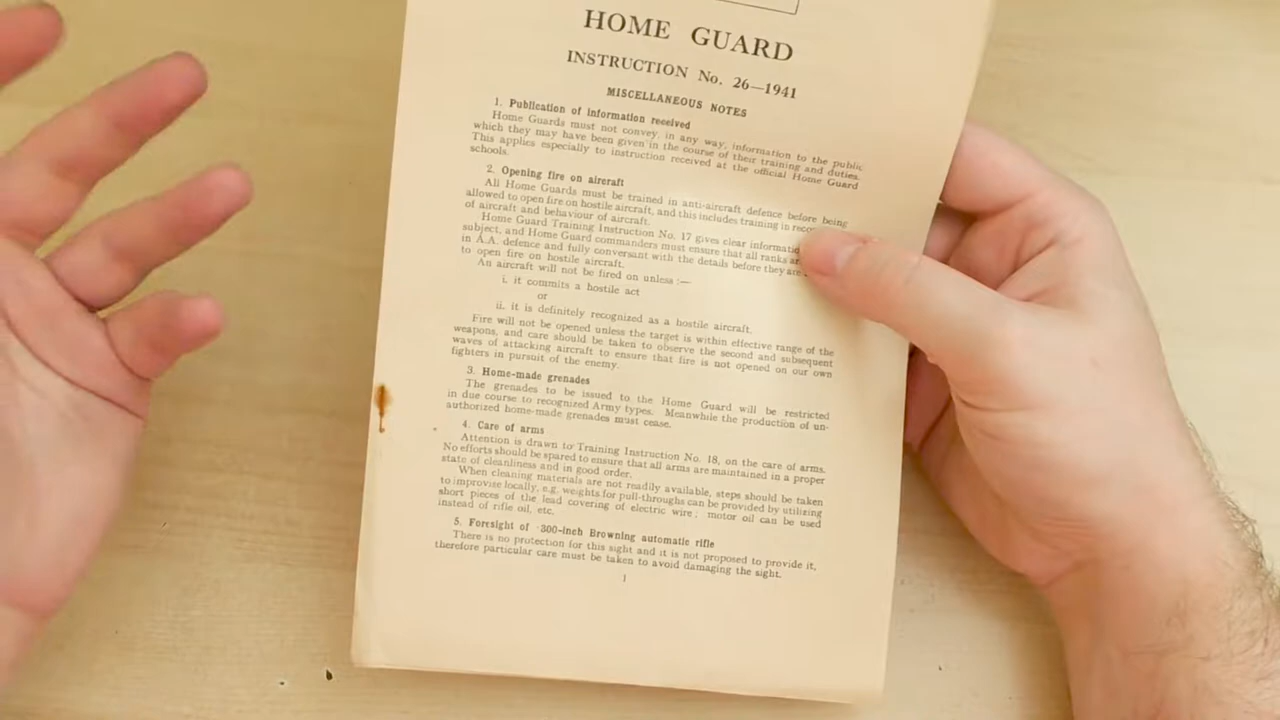 HOME GUARD
INSTRUCTION No. 26—1941
MISCELLANEOUS NOTES
1. Publication of information received
Home Guards must not convey, in any way, information to the public
which they may have been given in the course of their training and duties.
This applies especially to instruction received at the official Home Guard
schools.
2. Opening fire on aircraft
All Home Guards must be trained in anti-aircraft defence before being
allowed to open fire on hostile aircraft, and this includes training in
of aircraft and behaviour of aircraft.
Home Guard Training Instruction No. 17 gives clear
subject, and Home Guard commanders must ensure that all ranks
in A.A. defence and fully conversant with the details before they are
to open fire on hostile aircraft.
An aircraft will not be fired on unless :—
i. it commits a hostile act
or
ii. it is definitely recognized as a hostile aircraft.
Fire will not be opened unless the target is within effective range of the
weapons, and care should be taken to observe the second and subsequent
waves of attacking aircraft to ensure that fire is not opened on our own
fighters in pursuit of the enemy.
3. Home-made grenades
The grenades to be issued to the Home Guard will be restricted
in due course to recognized Army types. Meanwhile the production of un-
authorized home-made grenades must cease.
4. Care of arms
Attention is drawn to Training Instruction No. 18, on the care of arms.
No efforts should be spared to ensure that all arms are maintained in a proper
state of cleanliness and in good order.
When cleaning materials are not readily available, steps should be taken
to improvise locally, e.g. weights for pull-throughs can be provided by utilizing
short pieces of the lead covering of electric wire; motor oil can be used
instead of rifle oil, etc.
5. Foresight of ·300-inch Browning automatic rifle
There is no protection for this sight and it is not proposed to provide it,
therefore particular care must be taken to avoid damaging the sight.
1